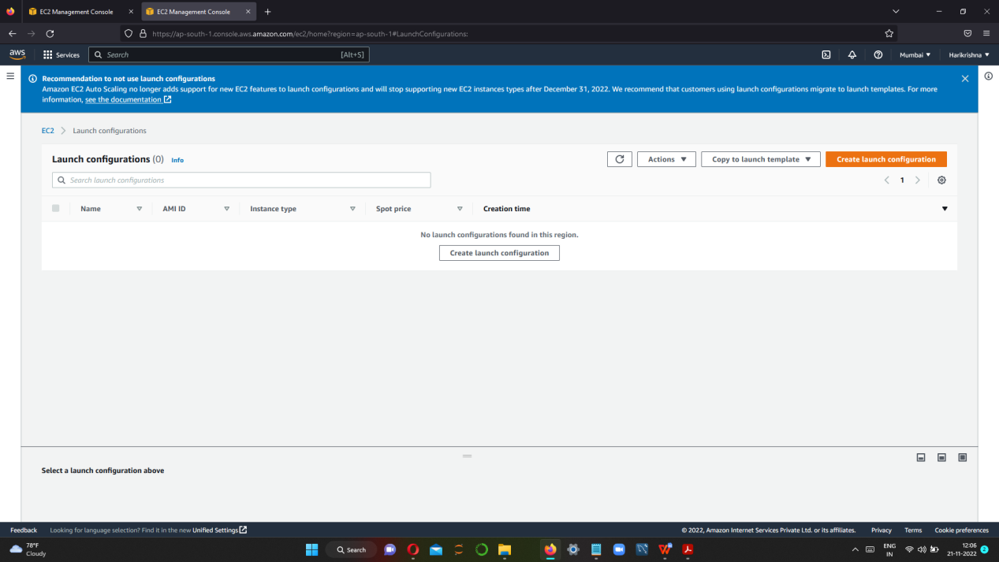 EC2 Management Console
EC2 Management Console
https://ap-south-1.console.aws.amazon.com/ec2/home?region=ap-south-1#LaunchConfigurations:
aws
Services
Search
[Alt+S]
Mumbai
Harikrishna
Recommendation to not use launch configurations
Amazon EC2 Auto Scaling no longer adds support for new EC2 features to launch configurations and will stop supporting new EC2 instances types after December 31, 2022. We recommend that customers using launch configurations migrate to launch templates. For more
information, see the documentation
EC2 > Launch configurations
Launch configurations (0) Info
Actions
Copy to launch template
Create launch configuration
Search launch configurations
1
Name
AMI ID
Instance type
Spot price
Creation time
No launch configurations found in this region.
Create launch configuration
Select a launch configuration above
Feedback
Looking for language selection? Find it in the new Unified Settings
© 2022, Amazon Internet Services Private Ltd. or its affiliates.
Privacy
Terms
Cookie preferences
78°F
Cloudy
Search
ENG
IN
12:06
21-11-2022
2